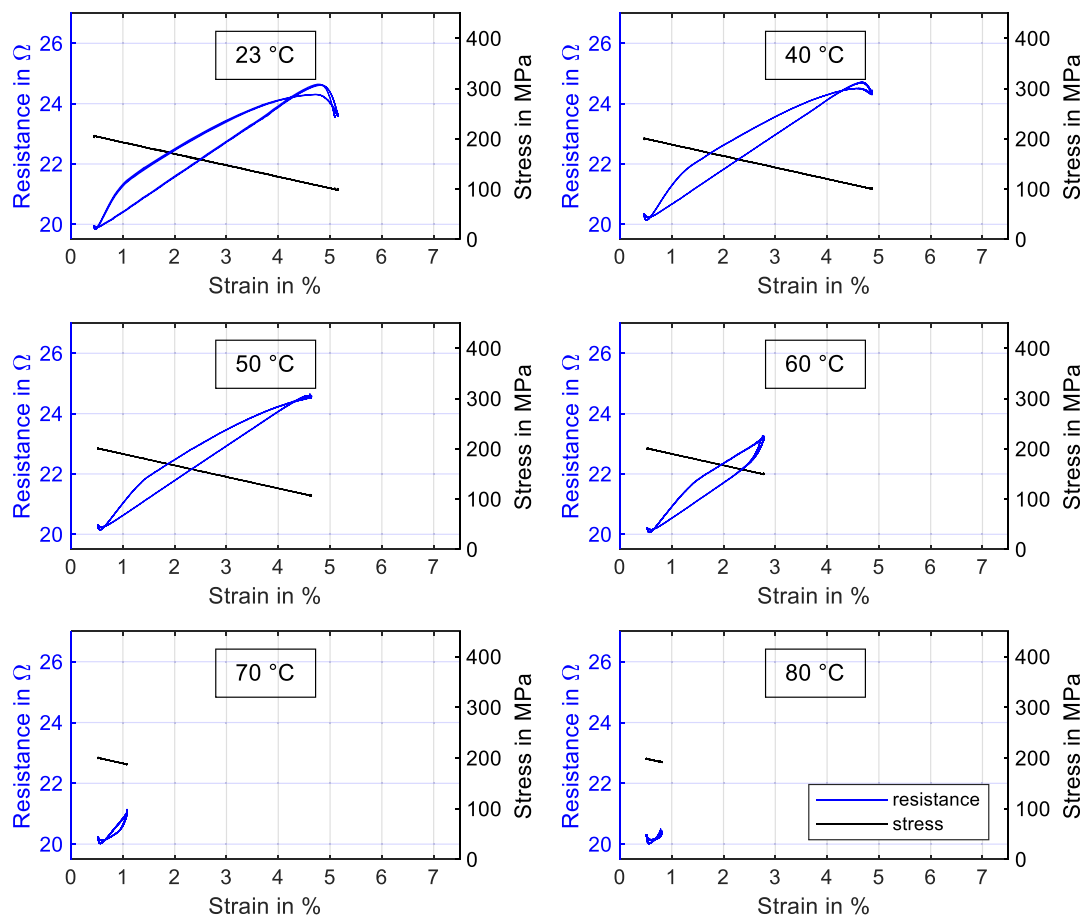 23 °C
Resistance in Ω
26
24
22
20
400
300
200
100
0
Stress in MPa
0 1 2 3 4 5 6 7
Strain in %
40 °C
Resistance in Ω
26
24
22
20
400
300
200
100
0
Stress in MPa
0 1 2 3 4 5 6 7
Strain in %
50 °C
Resistance in Ω
26
24
22
20
400
300
200
100
0
Stress in MPa
0 1 2 3 4 5 6 7
Strain in %
60 °C
Resistance in Ω
26
24
22
20
400
300
200
100
0
Stress in MPa
0 1 2 3 4 5 6 7
Strain in %
70 °C
Resistance in Ω
26
24
22
20
400
300
200
100
0
Stress in MPa
0 1 2 3 4 5 6 7
Strain in %
80 °C
Resistance in Ω
26
24
22
20
400
300
200
100
0
Stress in MPa
resistance
stress
0 1 2 3 4 5 6 7
Strain in %